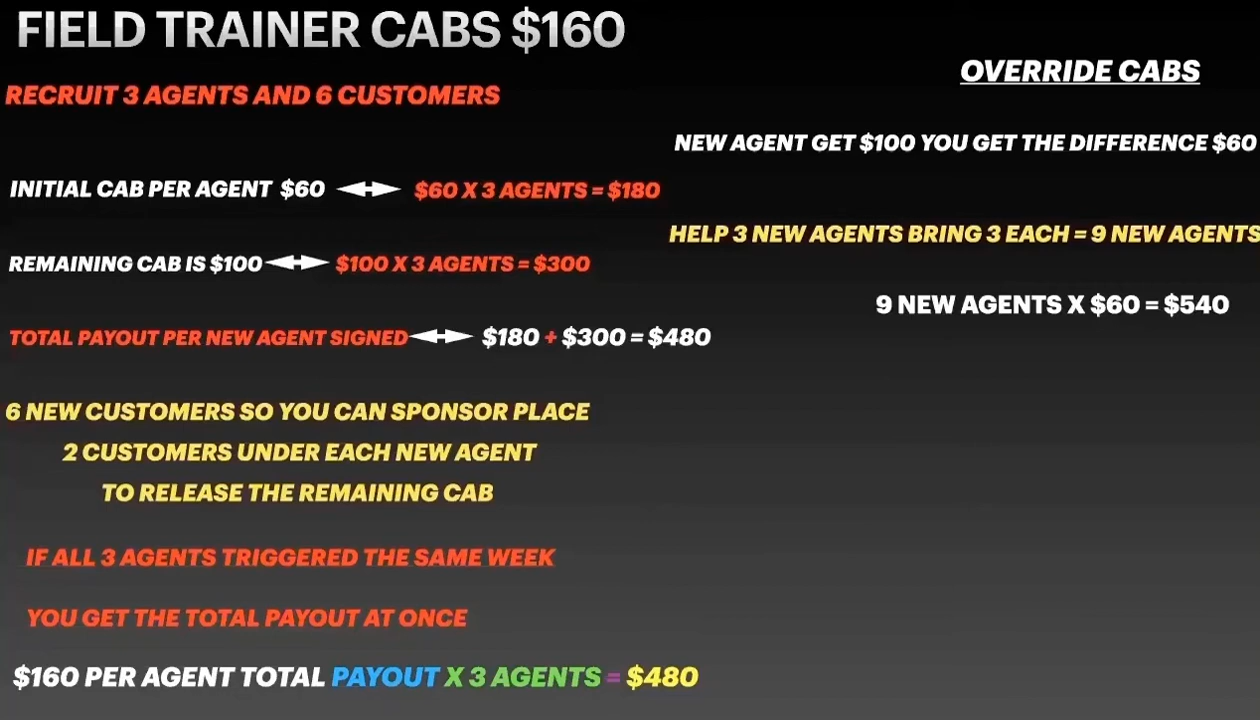 FIELD TRAINER CABS $160
RECRUIT 3 AGENTS AND 6 CUSTOMERS
INITIAL CAB PER AGENT $60 $60 X 3 AGENTS = $180
REMAINING CAB IS $100 $100 X 3 AGENTS = $300
TOTAL PAYOUT PER NEW AGENT SIGNED $180 + $300 = $480
6 NEW CUSTOMERS SO YOU CAN SPONSOR PLACE
2 CUSTOMERS UNDER EACH NEW AGENT
TO RELEASE THE REMAINING CAB
IF ALL 3 AGENTS TRIGGERED THE SAME WEEK
YOU GET THE TOTAL PAYOUT AT ONCE
$160 PER AGENT TOTAL PAYOUT X 3 AGENTS = $480
OVERRIDE CABS
NEW AGENT GET $100 YOU GET THE DIFFERENCE $60
HELP 3 NEW AGENTS BRING 3 EACH = 9 NEW AGENTS
9 NEW AGENTS X $60 = $540